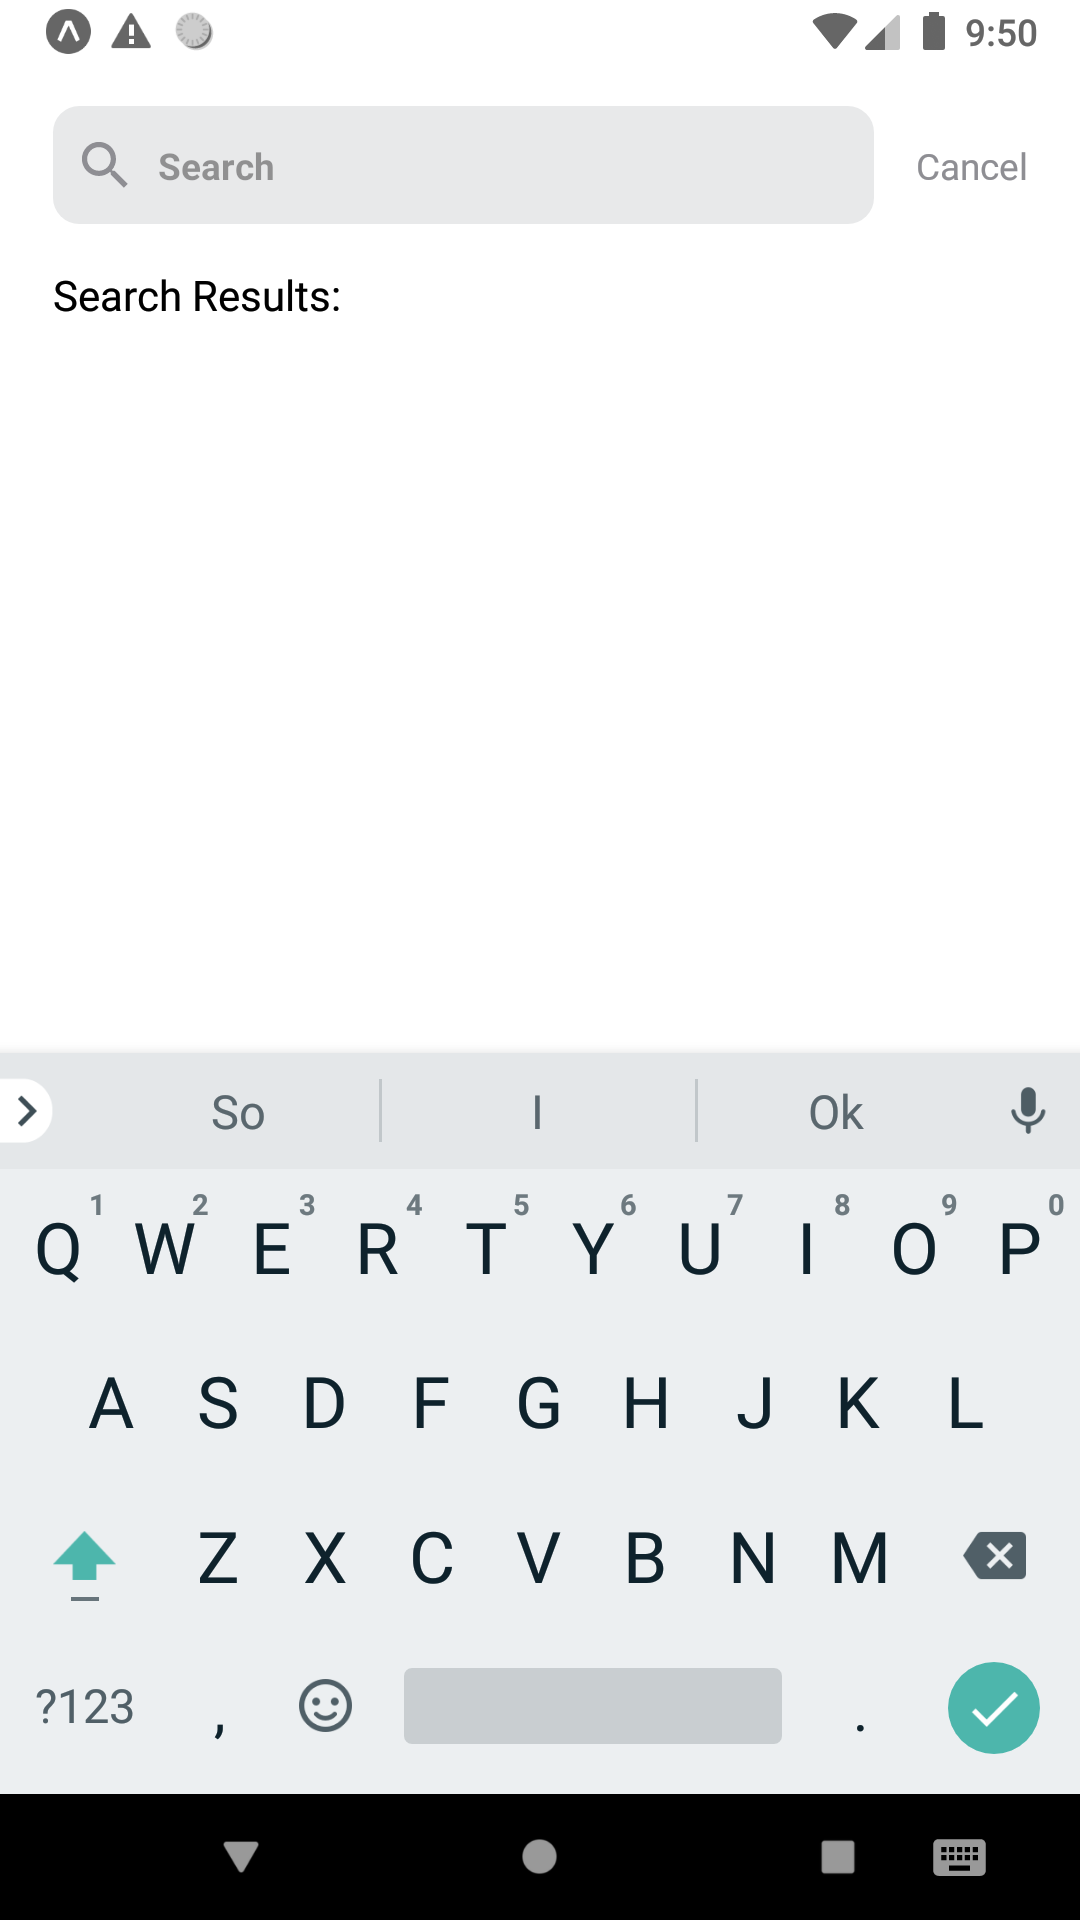 9:50
Search Cancel
Search Results:
So I Ok
1 2 3 4 5 6 7 8 9 0
Q W E R T Y U I O P
A S D F G H J K L
Z X C V B N M
?123 , .